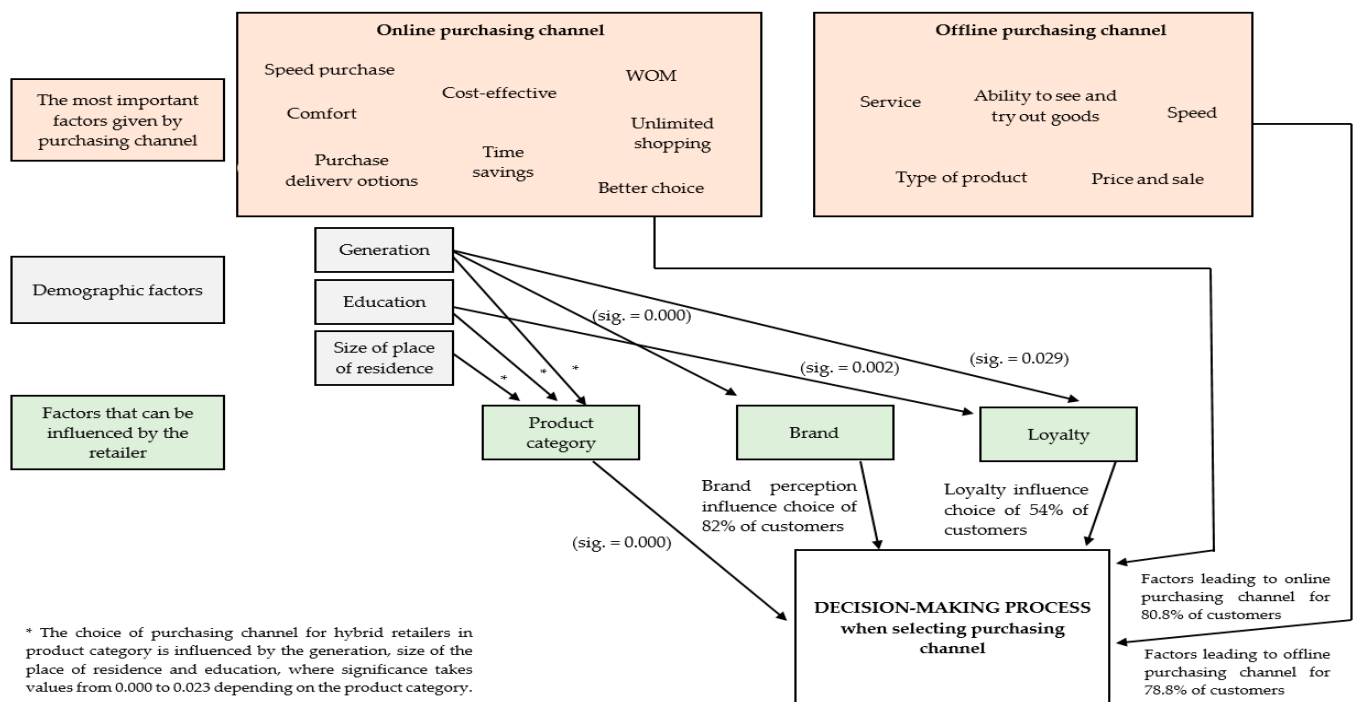 Online purchasing channel
Speed purchase
Cost-effective
WOM
Comfort
Unlimited
shopping
Purchase
delivery options
Time
savings
Better choice
Offline purchasing channel
Service
Ability to see and
try out goods
Speed
Type of product
Price and sale
The most important
factors given by
purchasing channel
Generation
Education
Size of place
of residence
Demographic factors
(sig. = 0.000)
(sig. = 0.002)
(sig. = 0.029)
*
*
*
Factors that can be
influenced by the
retailer
Product
category
Brand
Loyalty
Brand perception
influence choice of
82% of customers
Loyalty influence
choice of 54% of
customers
(sig. = 0.000)
DECISION-MAKING PROCESS
when selecting purchasing
channel
Factors leading to online
purchasing channel for
80.8% of customers
Factors leading to offline
purchasing channel for
78.8% of customers
* The choice of purchasing channel for hybrid retailers in
product category is influenced by the generation, size of the
place of residence and education, where significance takes
values from 0.000 to 0.023 depending on the product category.